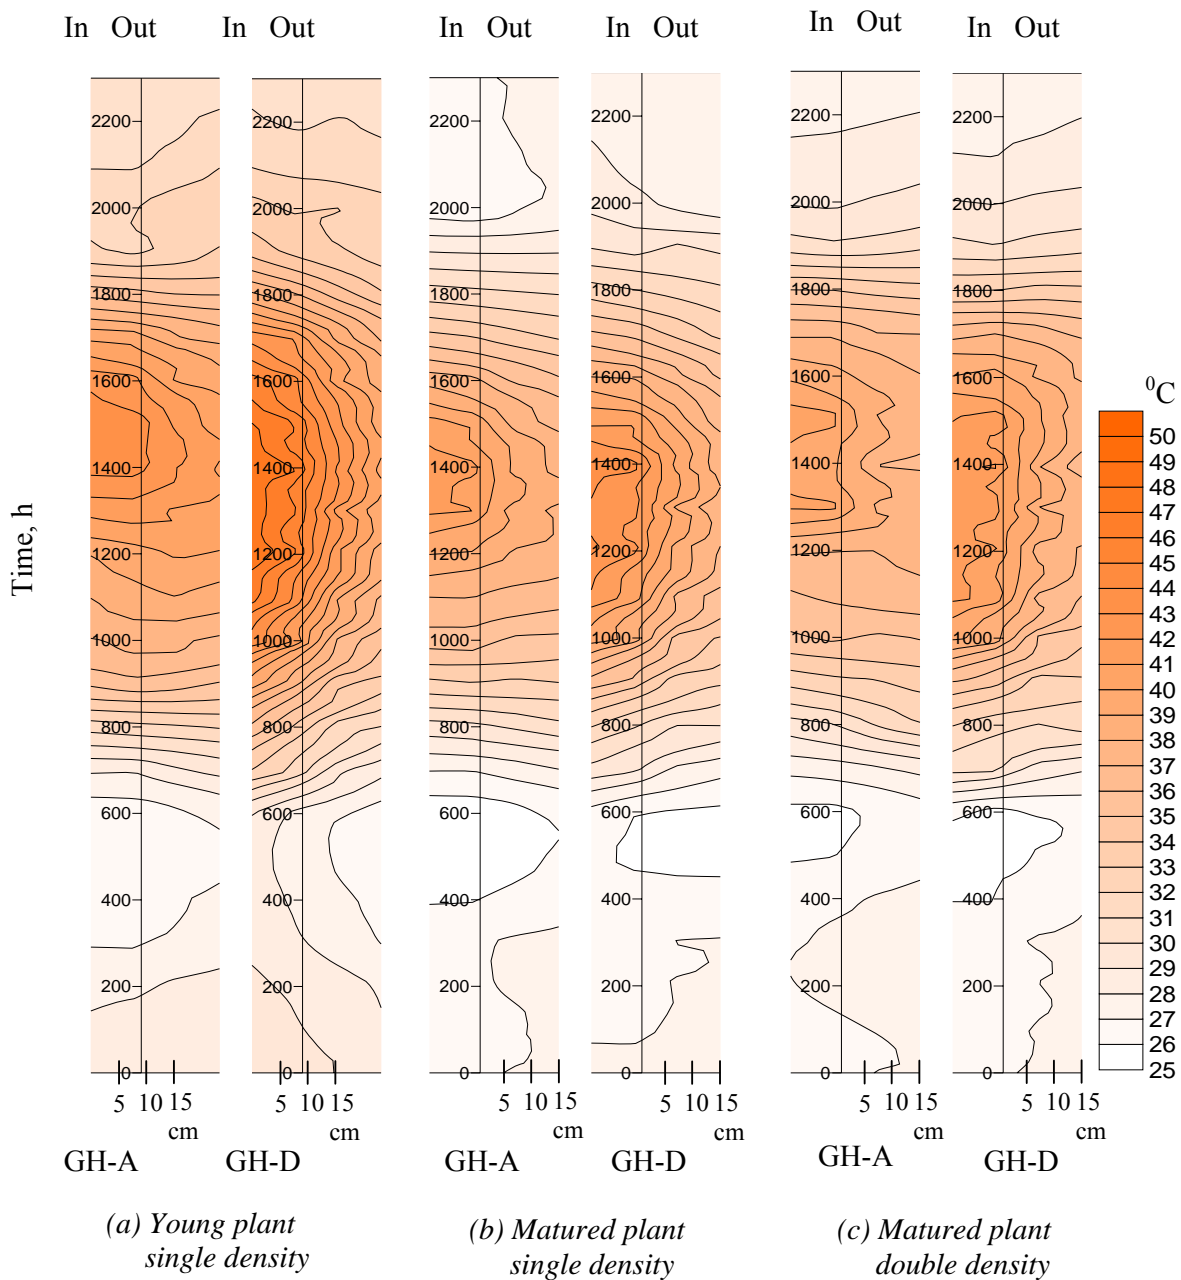 In Out In Out In Out In Out In Out In Out
2200 2200 2200 2200 2200 2200
2000 2000 2000 2000 2000 2000
1800 1800 1800 1800 1800 1800
1600 1600 1600 1600 1600 1600
1400 1400 1400 1400 1400 1400
1200 1200 1200 1200 1200 1200
1000 1000 1000 1000 1000 1000
800 800 800 800 800 800
600 600 600 600 600 600
400 400 400 400 400 400
200 200 200 200 200 200
0 0 0 0 0 0
Time, h
5 10 15 5 10 15 5 10 15 5 10 15 5 10 15 5 10 15
cm cm cm cm cm cm
GH-A GH-D GH-A GH-D GH-A GH-D
(a) Young plant
single density
(b) Matured plant
single density
(c) Matured plant
double density
0C
50
49
48
47
46
45
44
43
42
41
40
39
38
37
36
35
34
33
32
31
30
29
28
27
26
25